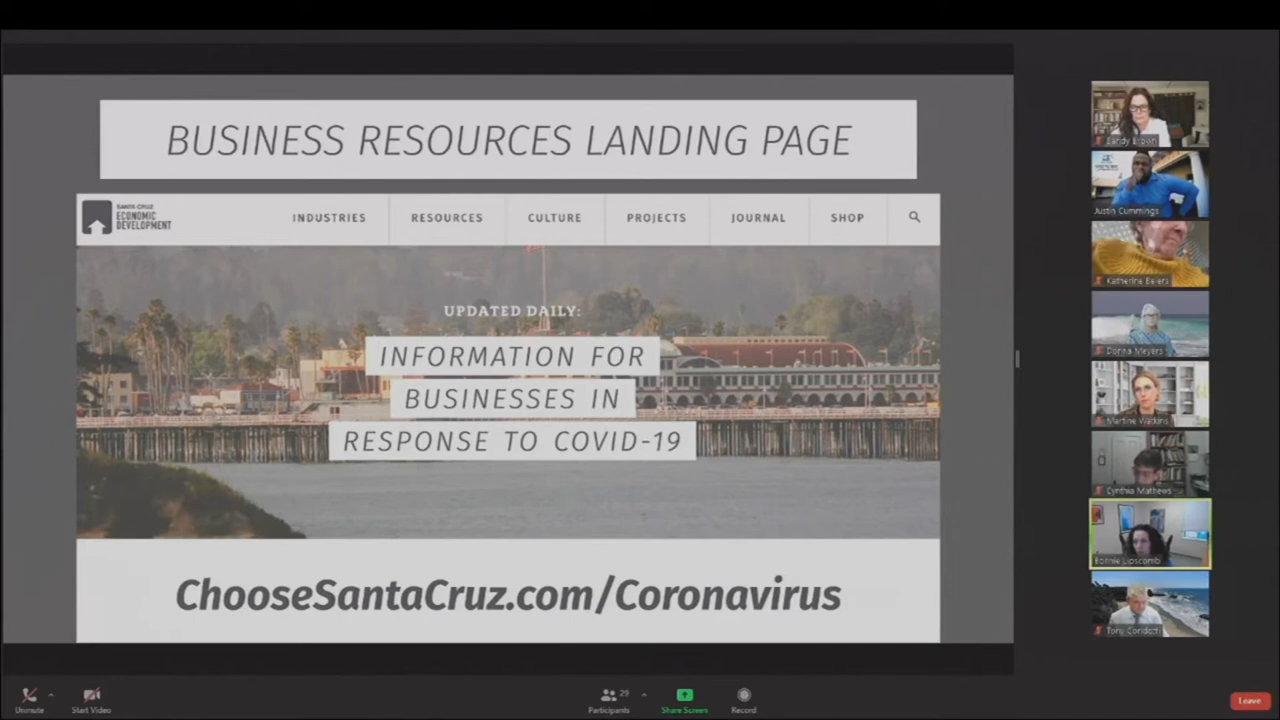 BUSINESS RESOURCES LANDING PAGE
SANTA CRUZ
ECONOMIC
DEVELOPMENT
INDUSTRIES RESOURCES CULTURE PROJECTS JOURNAL SHOP
UPDATED DAILY:
INFORMATION FOR
BUSINESSES IN
RESPONSE TO COVID-19
ChooseSantaCruz.com/Coronavirus
Sandy Brown
Justin Cummings
Katherine Beiers
Donna Meyers
Martine Watkins
Cynthia Mathews
Bonnie Lipscomb
Tony
Unmute Start Video Participants 29 Share Screen Record Leave